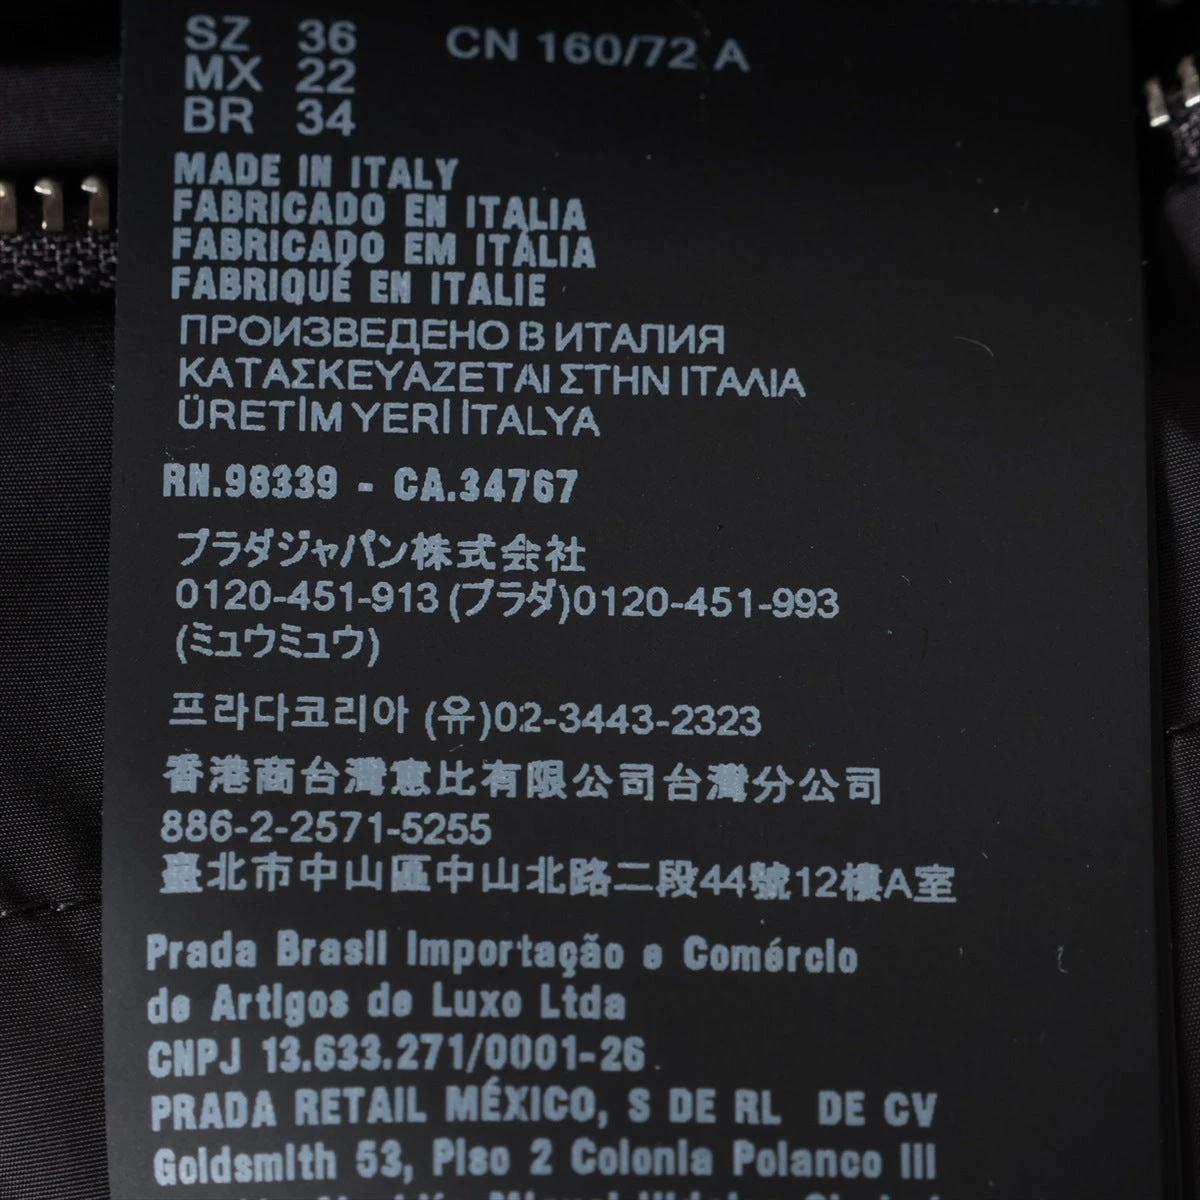 SZ 36 CN 160/72 A
MX 22
BR 34
MADE IN ITALY
FABRICADO EN ITALIA
FABRICADO EM ITÁLIA
FABRIQUÉ EN ITALIE
ПРОИЗВЕДЕНО В ИТАЛИЯ
ΚΑΤΑΣΚΕΥΑΖΕΤΑΙ ΣΤΗΝ ΙΤΑΛΙΑ
ÜRETİM YERİ İTALYA
RN.98339 - CA.34767
プラダジャパン株式会社
0120-451-913 (プラダ)0120-451-993
(ミュウミュウ)
프라다코리아 (유)02-3443-2323
香港商台灣意比有限公司台灣分公司
886-2-2571-5255
臺北市中山區中山北路二段44號12樓A室
Prada Brasil Importação e Comércio
de Artigos de Luxo Ltda
CNPJ 13.633.271/0001-26
PRADA RETAIL MÉXICO, S DE RL DE CV
Goldsmith 53, Piso 2 Colonia Polanco III